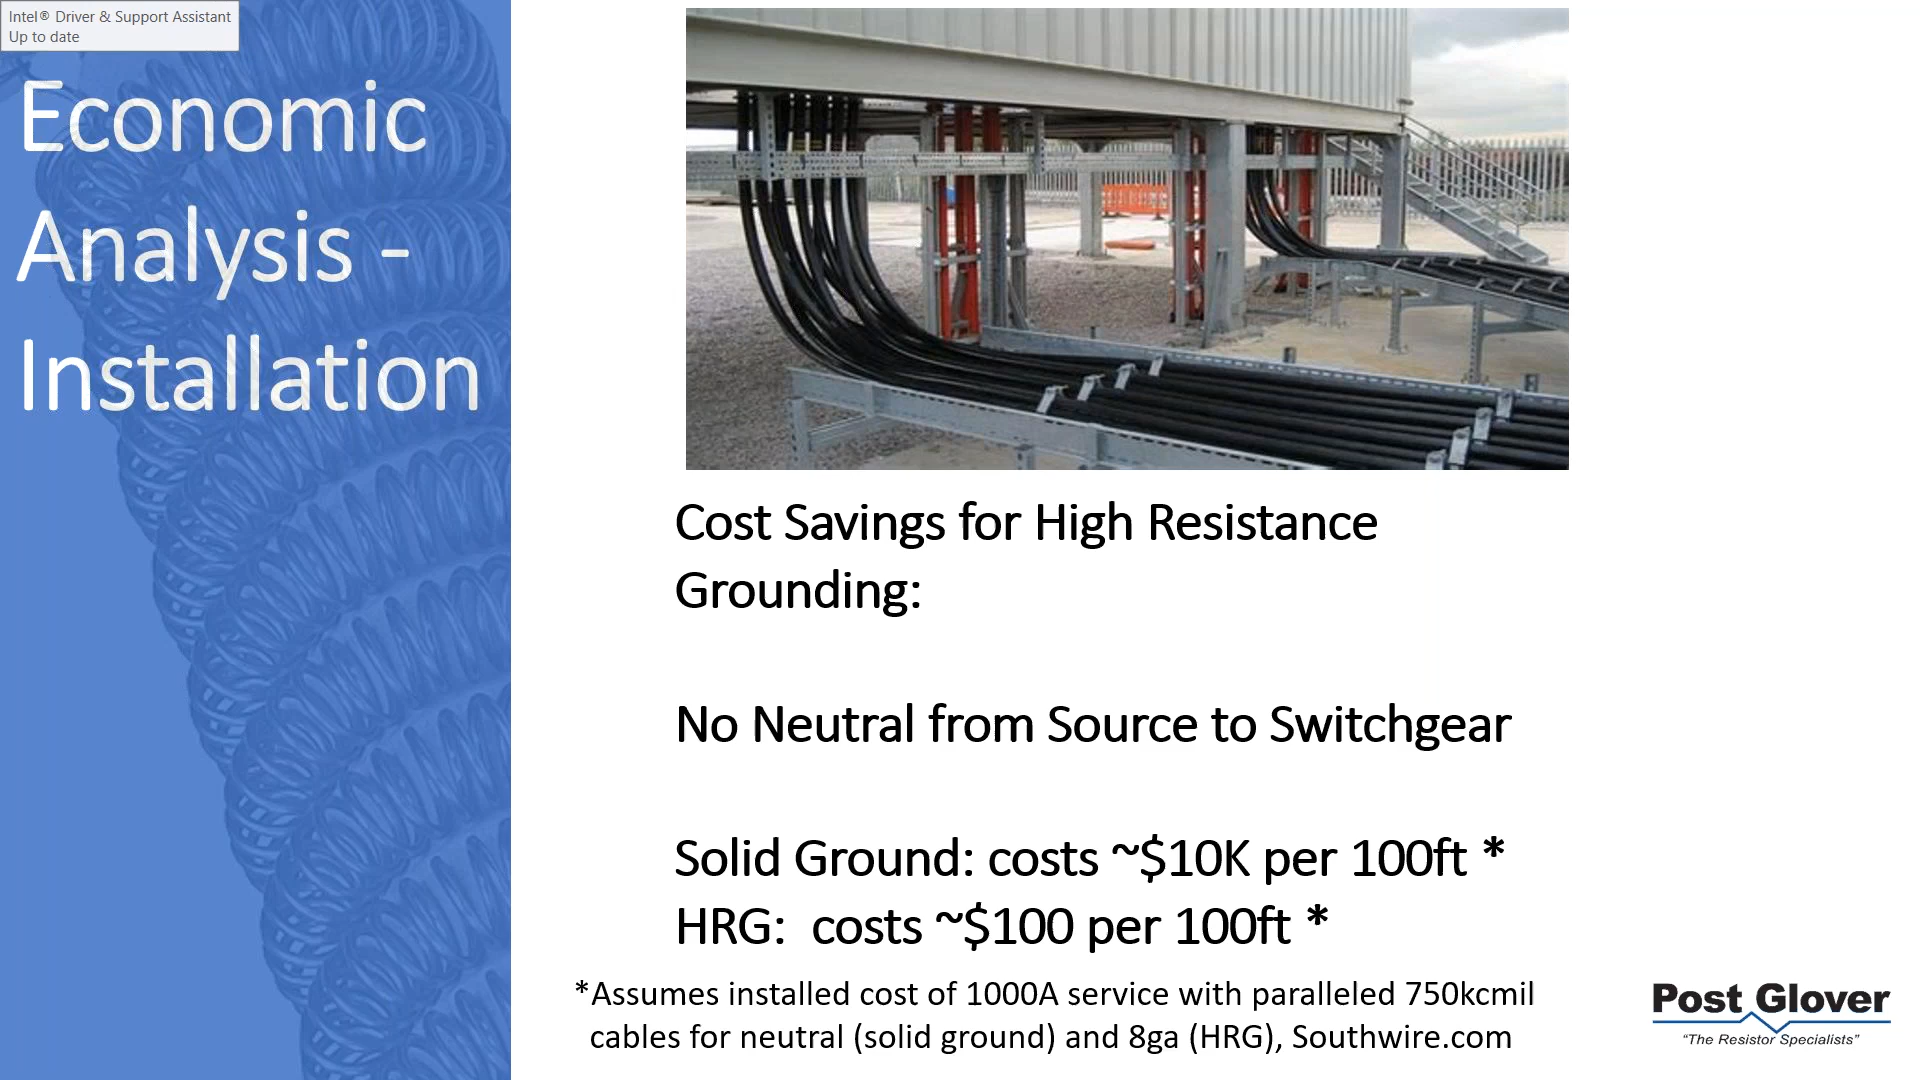 Intel® Driver & Support Assistant
Up to date
Economic
Analysis -
Installation
Cost Savings for High Resistance
Grounding:
No Neutral from Source to Switchgear
Solid Ground: costs ~$10K per 100ft *
HRG:  costs ~$100 per 100ft *
*Assumes installed cost of 1000A service with paralleled 750kcmil
cables for neutral (solid ground) and 8ga (HRG), Southwire.com
Post Glover
“The Resistor Specialists”